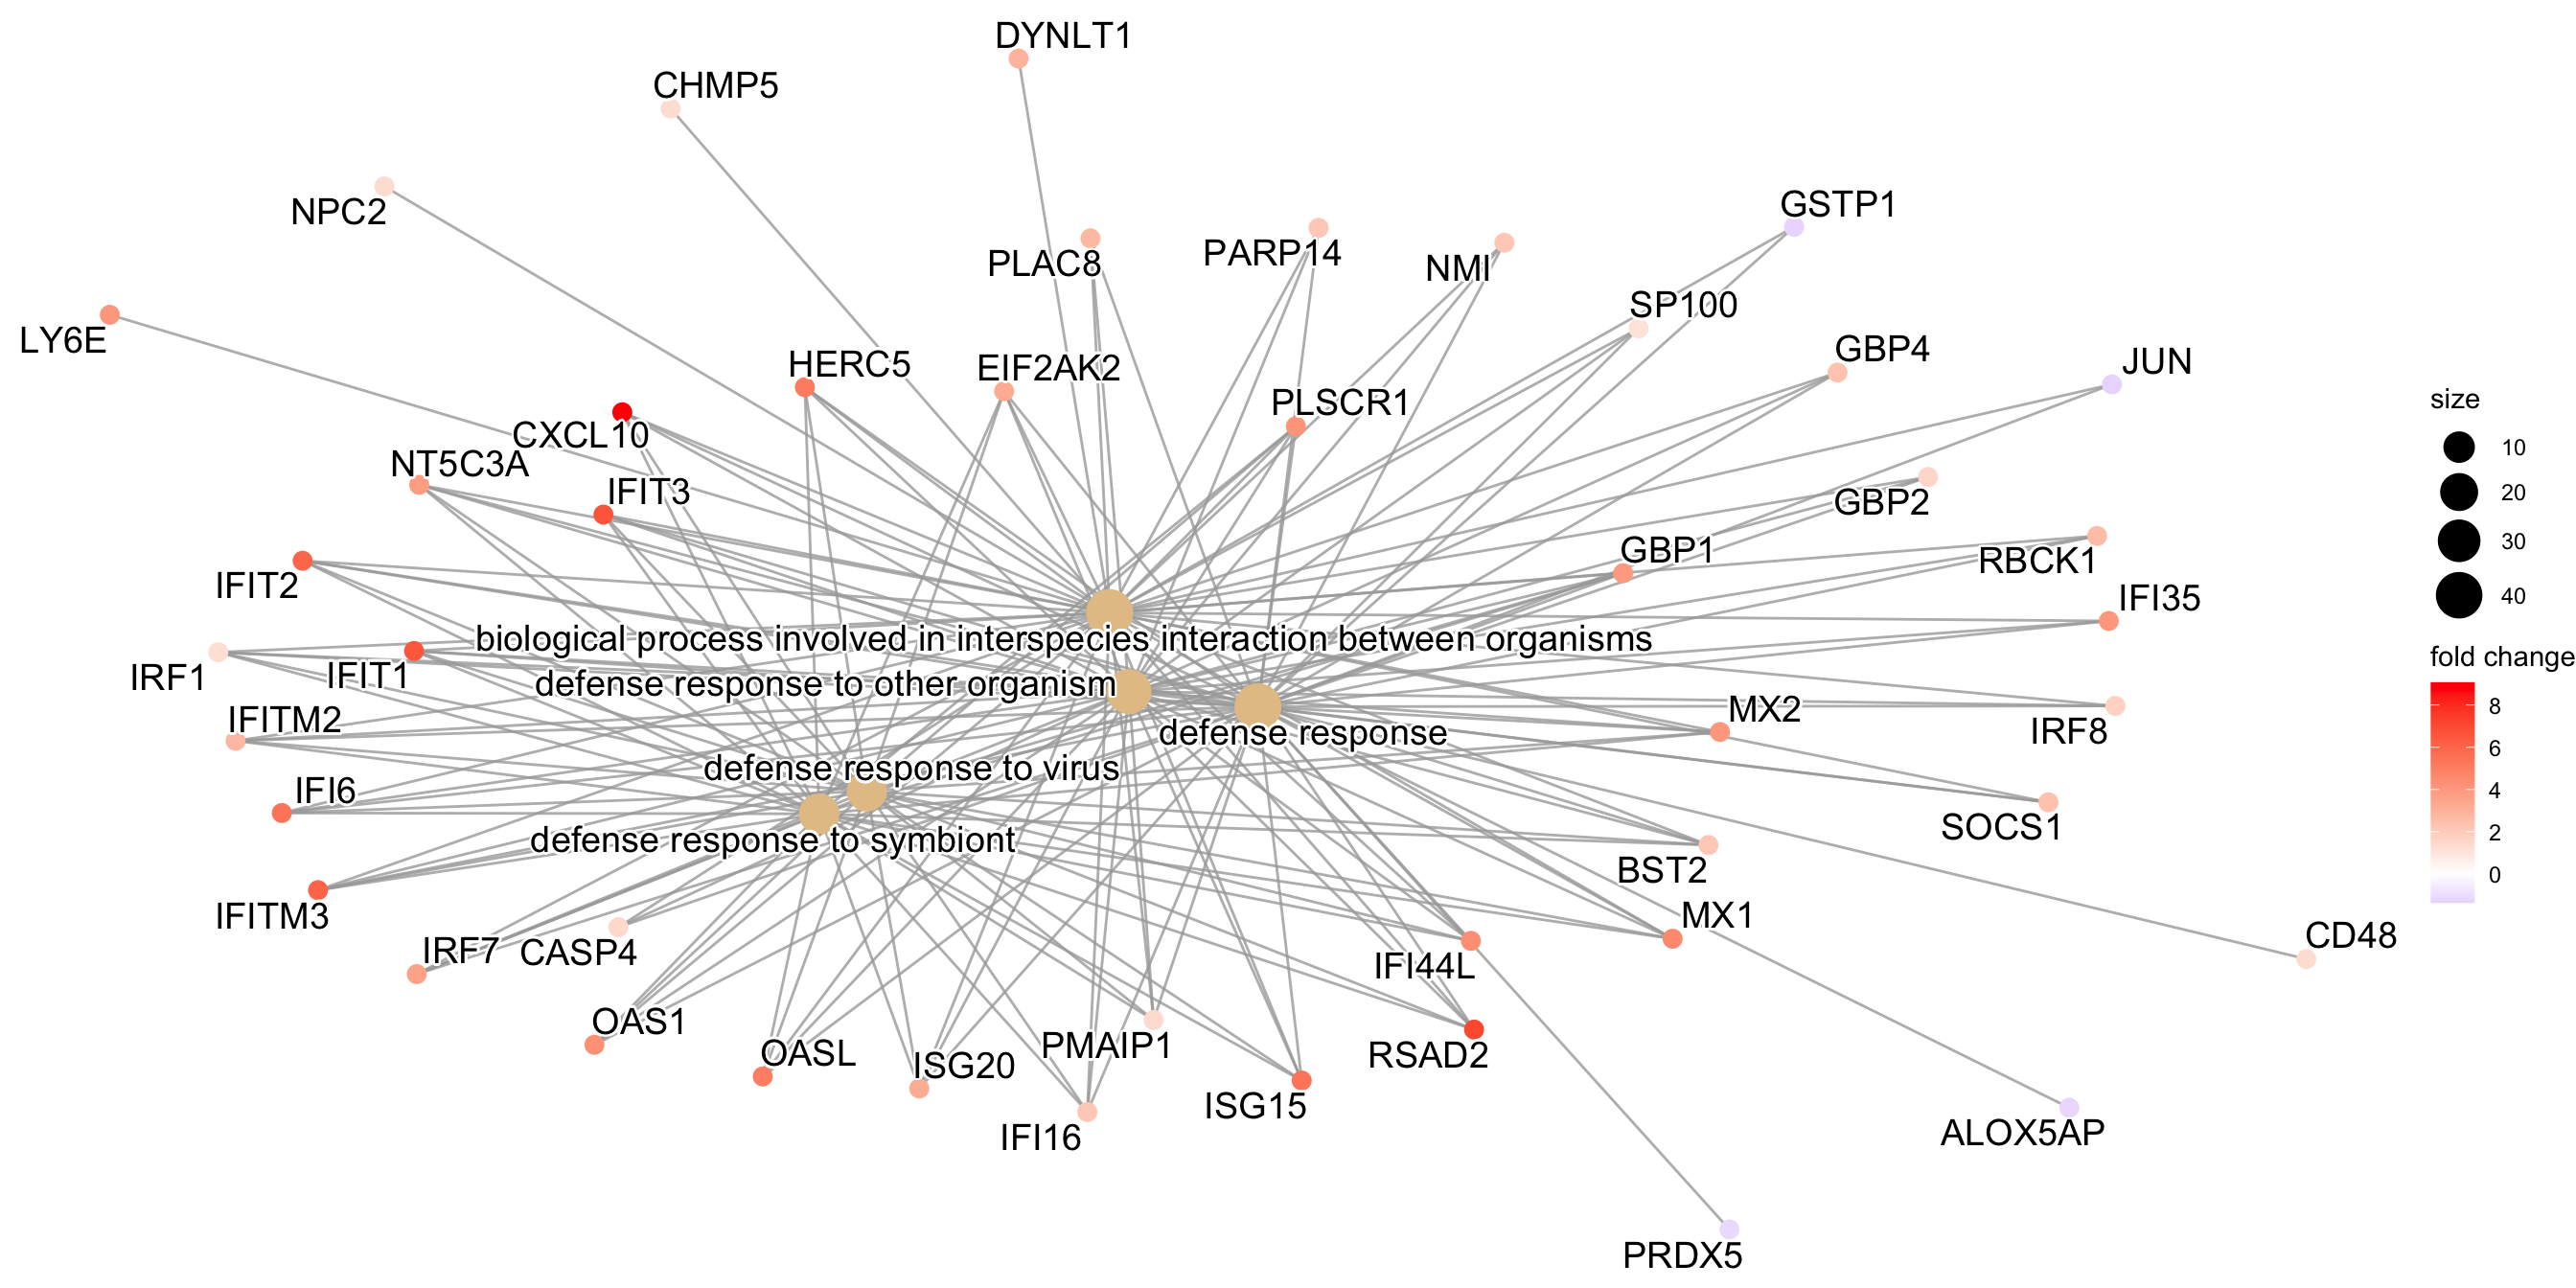 DYNLT1
CHMP5
NPC2
GSTP1
PLAC8
PARP14
NMI
SP100
LY6E
HERC5
EIF2AK2
GBP4
JUN
PLSCR1
CXCL10
NT5C3A
IFIT3
GBP2
GBP1
RBCK1
IFIT2
IFI35
biological process involved in interspecies interaction between organisms
IRF1
IFIT1
defense response to other organism
IFITM2
MX2
IRF8
defense response
defense response to virus
IFI6
SOCS1
defense response to symbiont
BST2
IFITM3
MX1
IRF7
CASP4
CD48
IFI44L
OAS1
OASL
ISG20
PMAIP1
RSAD2
ISG15
IFI16
ALOX5AP
PRDX5
size
10
20
30
40
fold change
8
6
4
2
0